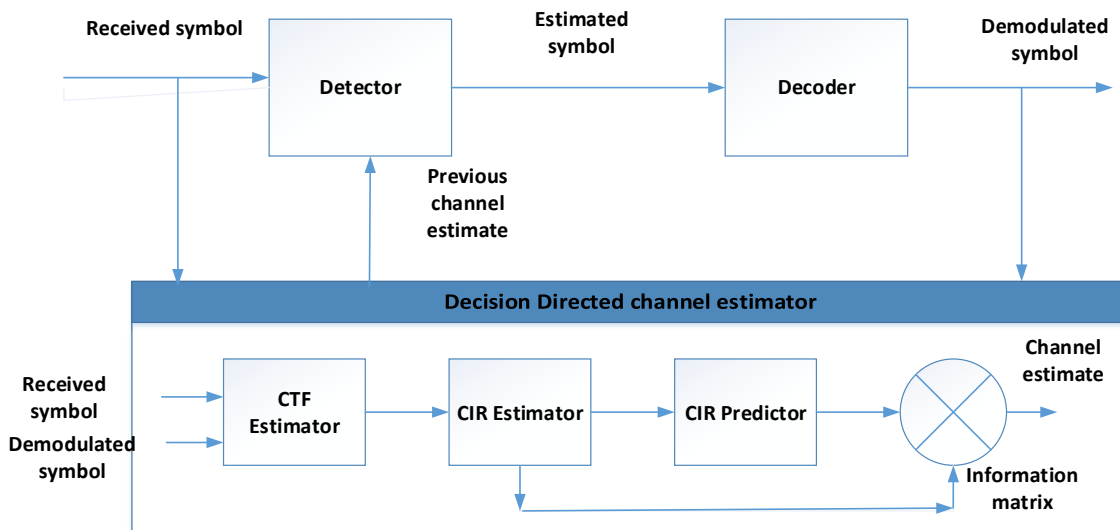 Received symbol
Estimated
symbol
Demodulated
symbol
Detector
Decoder
Previous
channel
estimate
Decision Directed channel estimator
Received
symbol
Demodulated
symbol
CTF
Estimator
CIR Estimator
CIR Predictor
Channel
estimate
Information
matrix